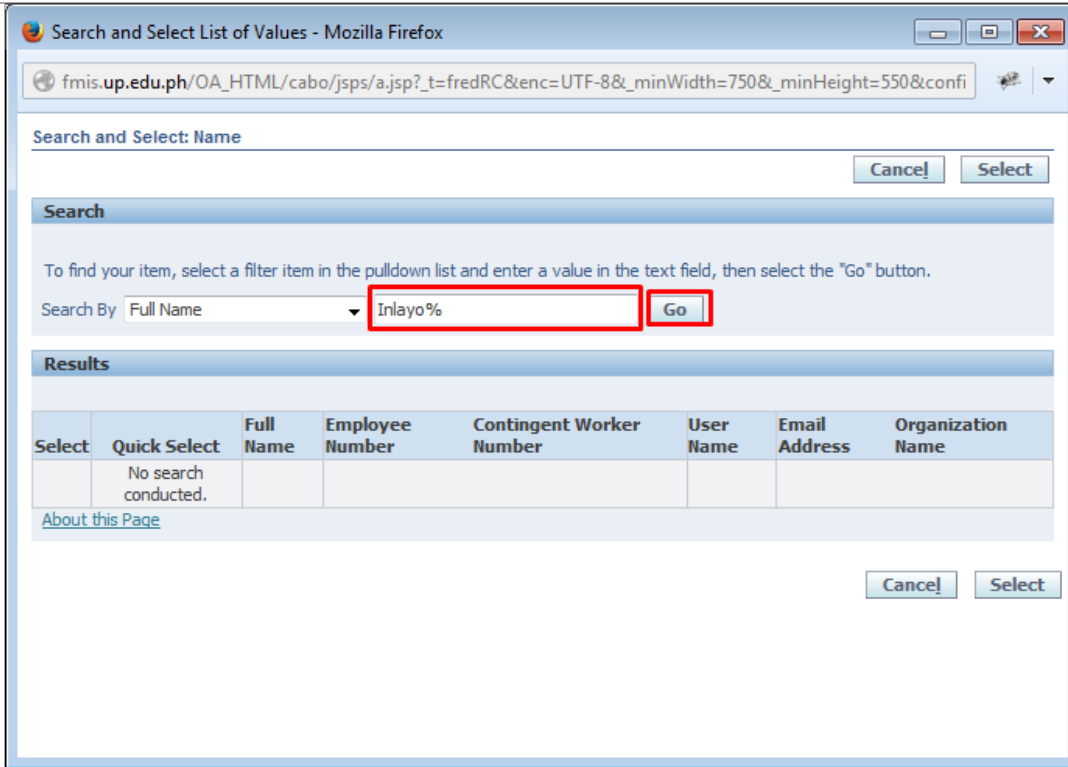 Search and Select List of Values - Mozilla Firefox
fmis.up.edu.ph/OA_HTML/cabo/jsps/a.jsp?_t=fredRC&enc=UTF-8&_minWidth=750&_minHeight=550&confi
Search and Select: Name
Cancel Select
Search
To find your item, select a filter item in the pulldown list and enter a value in the text field, then select the "Go" button.
Search By Full Name Inlayo% Go
Results
Select Quick Select Full Name Employee Number Contingent Worker Number User Name Email Address Organization Name
No search
conducted.
About this Page
Cancel Select